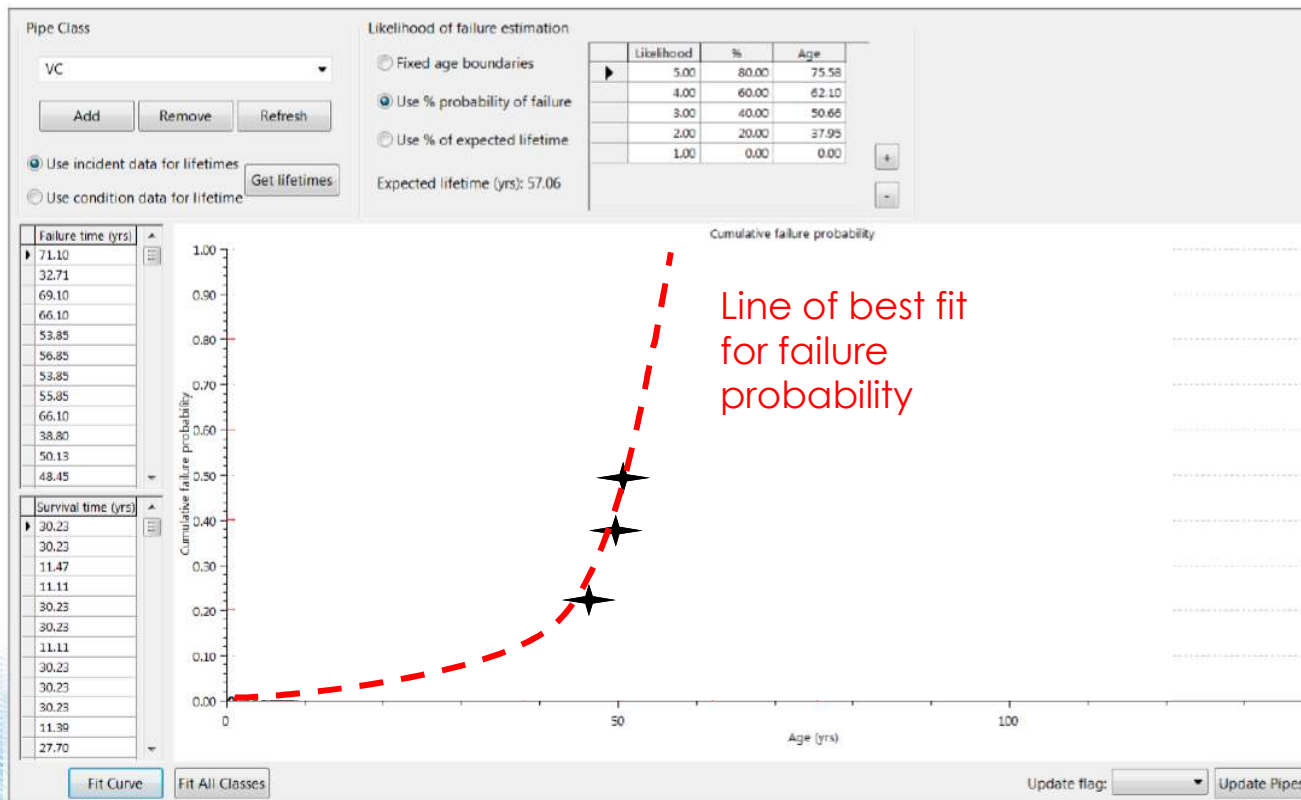 Pipe Class
VC
Add Remove Refresh
Use incident data for lifetimes
Use condition data for lifetime
Get lifetimes
Likelihood of failure estimation
Fixed age boundaries
Use % probability of failure
Use % of expected lifetime
Expected lifetime (yrs): 57.06
Likelihood % Age
5.00 80.00 75.58
4.00 60.00 62.10
3.00 40.00 50.66
2.00 20.00 37.95
1.00 0.00 0.00
+
-
Failure time (yrs)
71.10
32.71
69.10
66.10
53.85
56.85
53.85
55.85
66.10
38.80
50.13
48.45
Survival time (yrs)
30.23
30.23
11.47
11.11
30.23
30.23
11.11
30.23
30.23
30.23
11.39
27.70
Cumulative failure probability
Cumulative failure probability
1.00
0.90
0.80
0.70
0.60
0.50
0.40
0.30
0.20
0.10
0.00
0 50 100
Age (yrs)
Line of best fit
for failure
probability
Fit Curve Fit All Classes Update flag: Update Pipes